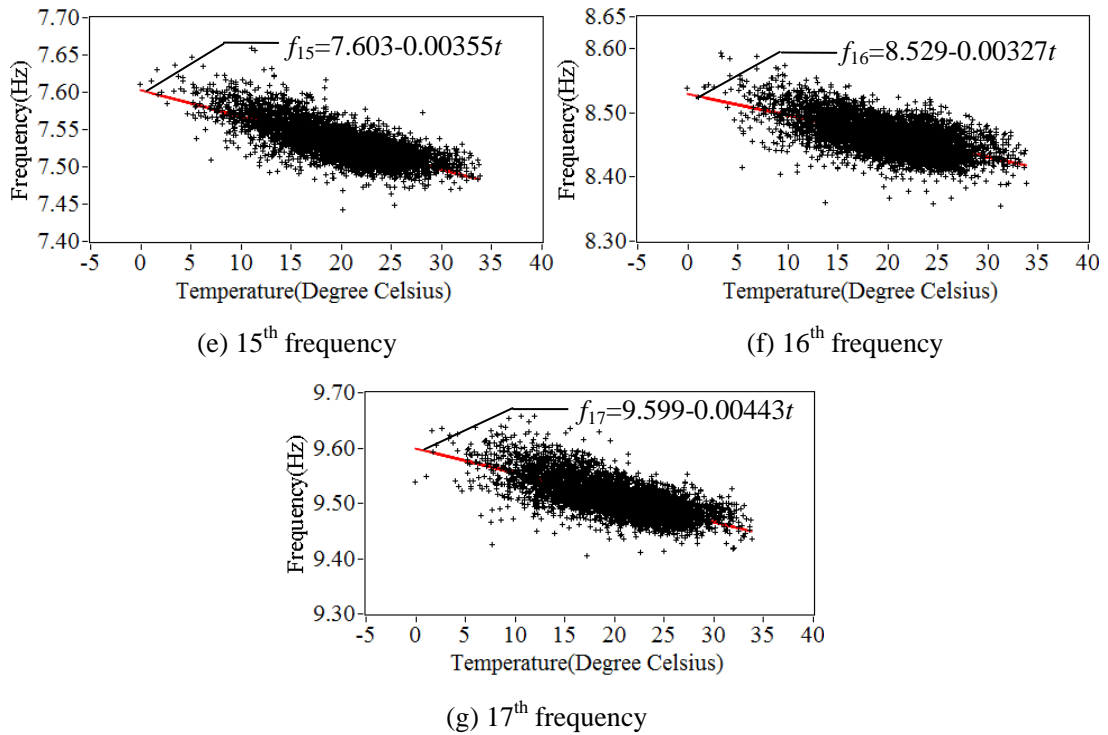 7.70
7.65
7.60
7.55
7.50
7.45
7.40
Frequency(Hz)
f15=7.603-0.00355t
-5 0 5 10 15 20 25 30 35 40
Temperature(Degree Celsius)
(e) 15th frequency
8.65
8.60
8.50
8.40
8.30
Frequency(Hz)
f16=8.529-0.00327t
-5 0 5 10 15 20 25 30 35 40
Temperature(Degree Celsius)
(f) 16th frequency
9.70
9.60
9.50
9.40
9.30
Frequency(Hz)
f17=9.599-0.00443t
-5 0 5 10 15 20 25 30 35 40
Temperature(Degree Celsius)
(g) 17th frequency